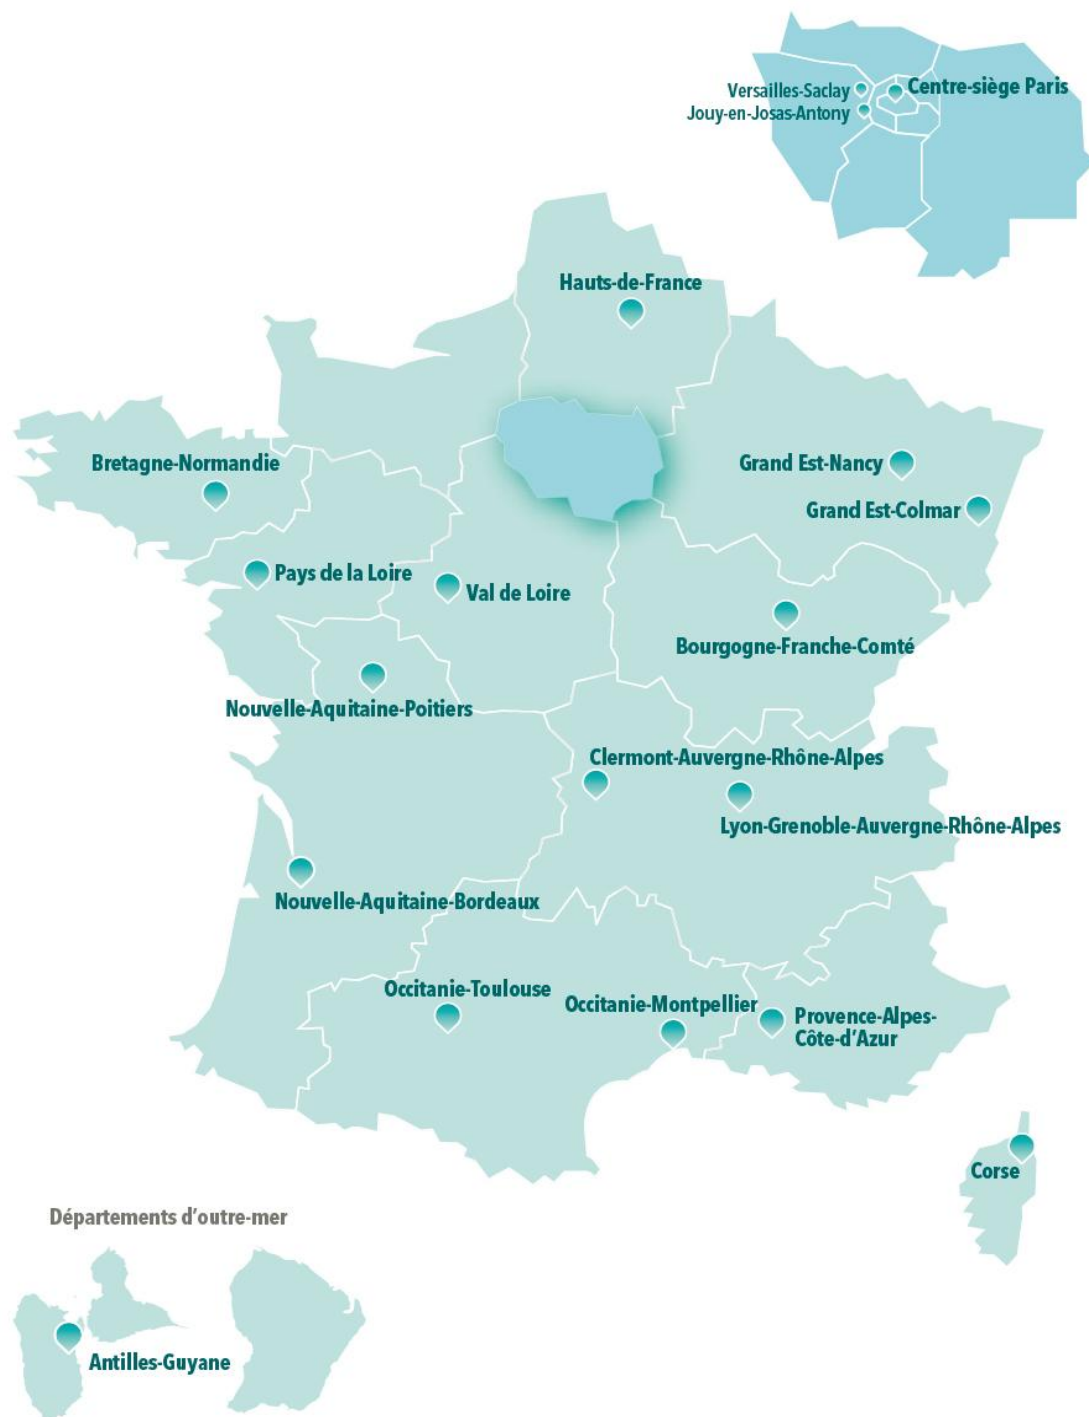 Versailles-Saclay
Centre-siège Paris
Jouy-en-Josas-Antony
Hauts-de-France
Bretagne-Normandie
Grand Est-Nancy
Grand Est-Colmar
Pays de la Loire
Val de Loire
Bourgogne-Franche-Comté
Nouvelle-Aquitaine-Poitiers
Clermont-Auvergne-Rhône-Alpes
Lyon-Grenoble-Auvergne-Rhône-Alpes
Nouvelle-Aquitaine-Bordeaux
Occitanie-Toulouse
Occitanie-Montpellier
Provence-Alpes-
Côte-d’Azur
Corse
Départements d’outre-mer
Antilles-Guyane